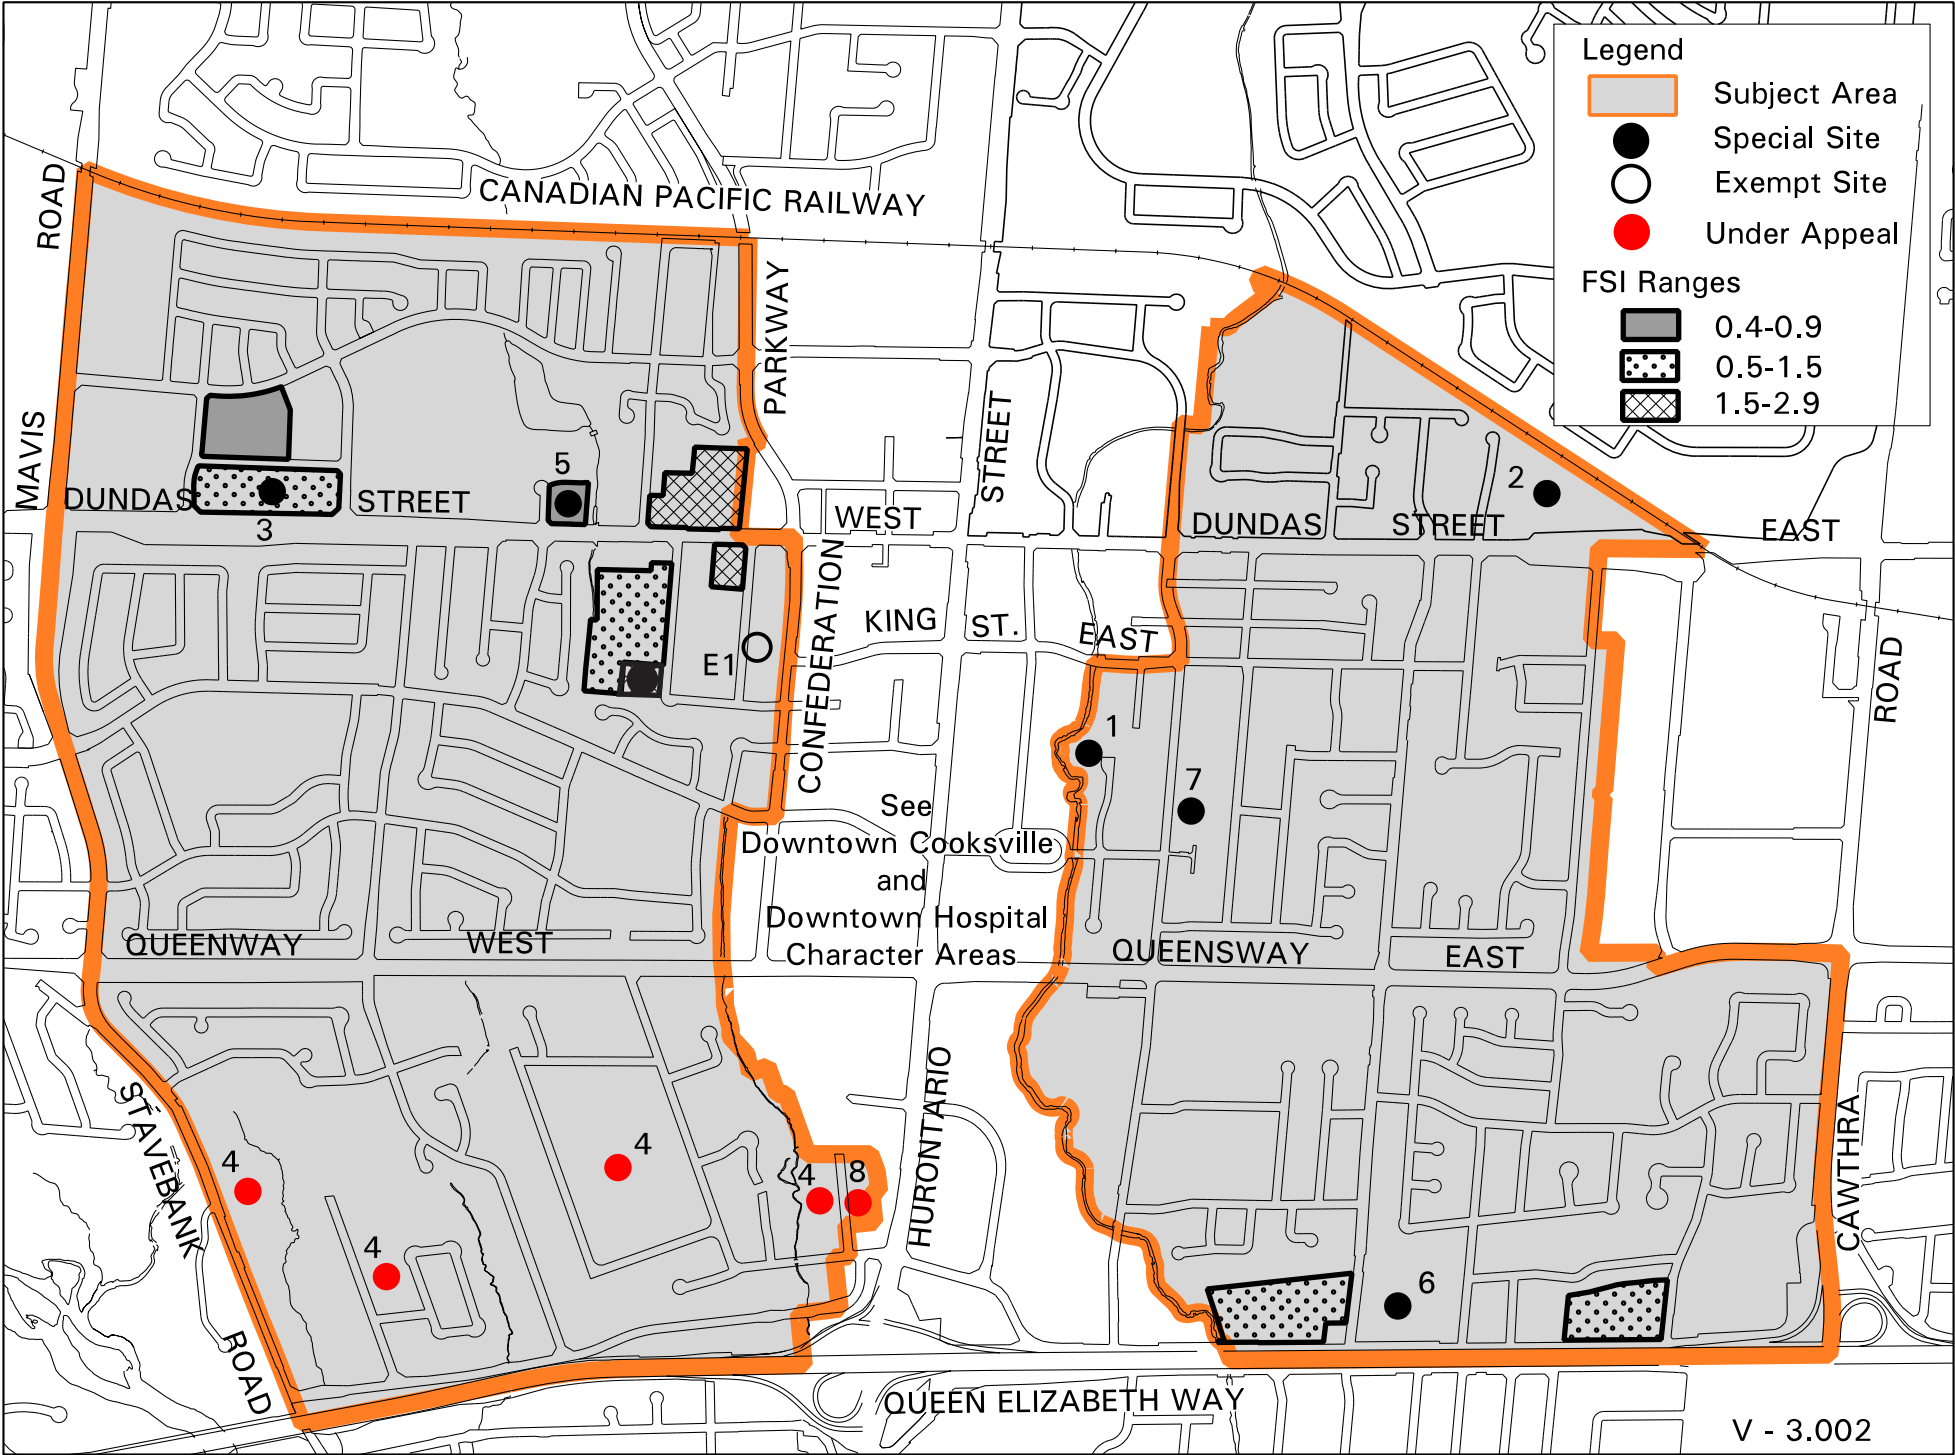 Legend
Subject Area
Special Site
Exempt Site
Under Appeal
FSI Ranges
0.4-0.9
0.5-1.5
1.5-2.9
ROAD
CANADIAN PACIFIC RAILWAY
PARKWAY
MAVIS
STREET
5
2
DUNDAS
STREET
3
WEST
DUNDAS
STREET
EAST
CONFEDERATION
KING
ST.
EAST
E1
ROAD
1
7
See
Downtown Cooksville
and
Downtown Hospital
Character Areas
QUEENWAY
WEST
QUEENSWAY
EAST
STAVEBANK
HURONTARIO
CAWTHRA
4
4
4
8
4
6
ROAD
QUEEN ELIZABETH WAY
V - 3.002